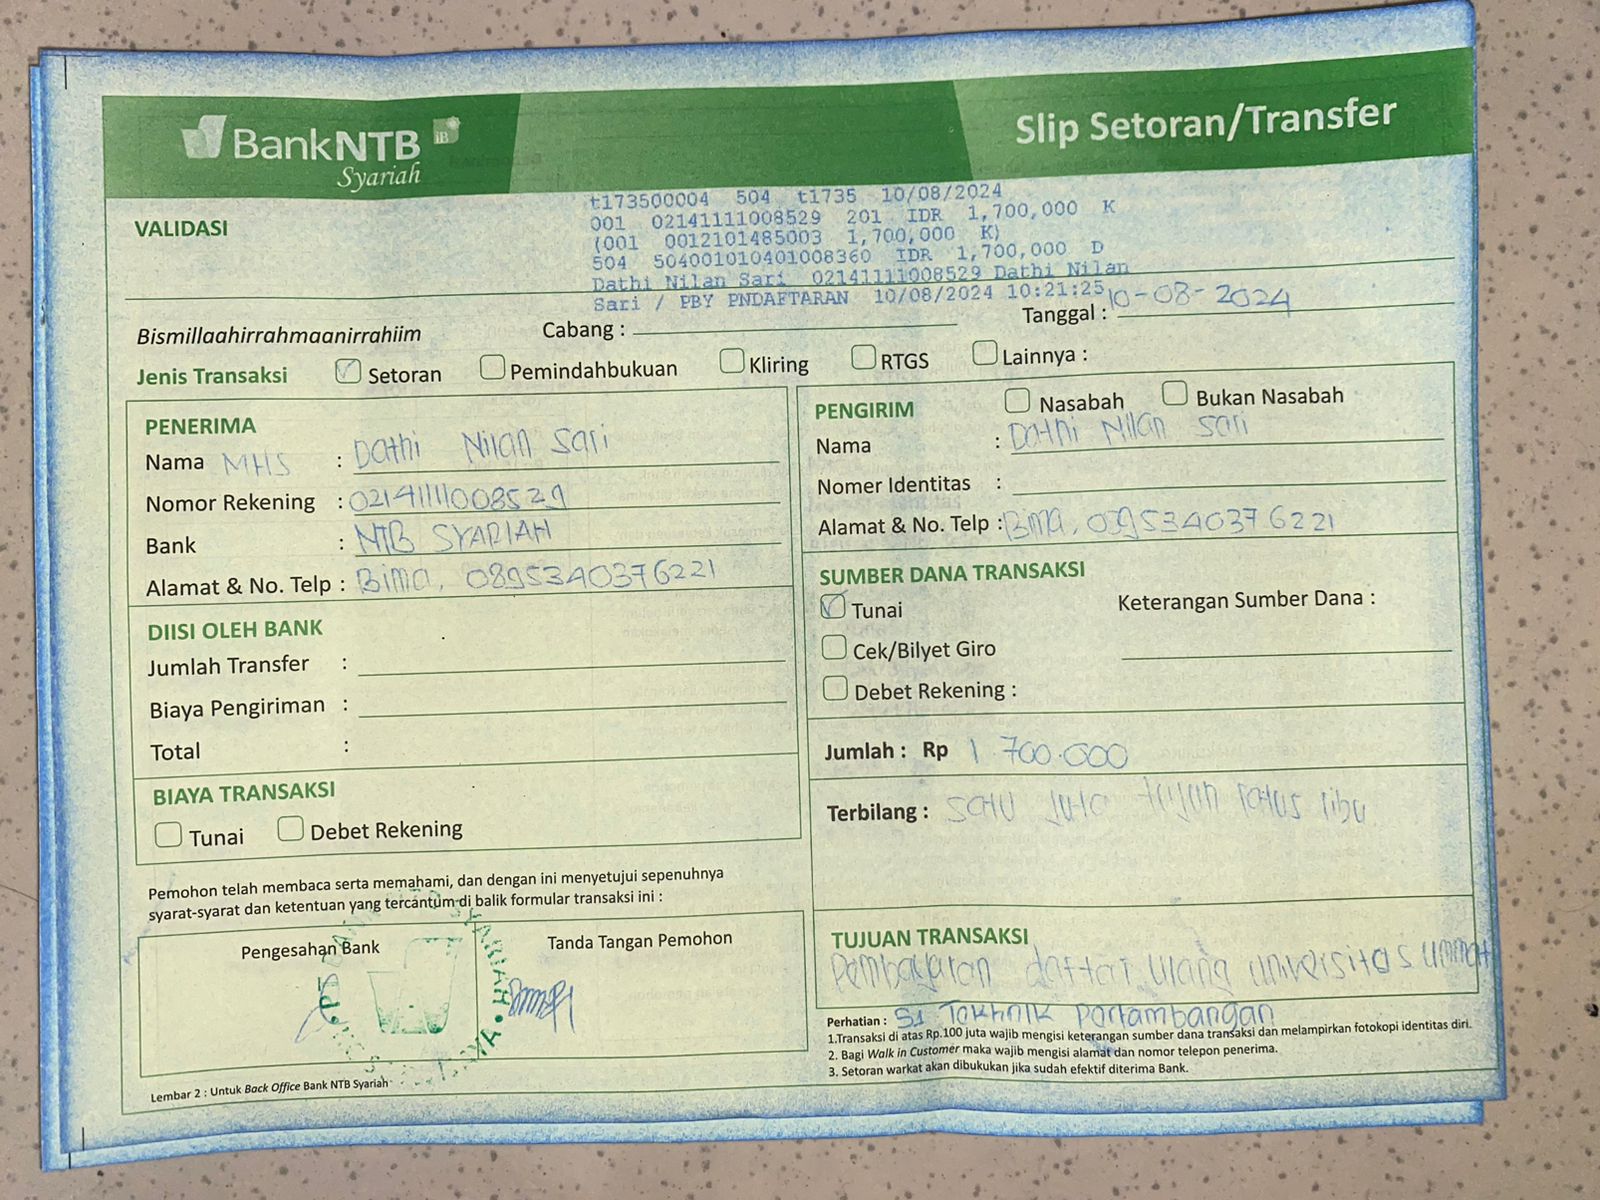 BankNTB iB
Syariah
Slip Setoran/Transfer
VALIDASI
t173500004 504 t1735 10/08/2024
001 02141111008529 201 IDR 1,700,000 K
(001 0012101485003 1,700,000 K)
504 504001010401008360 IDR 1,700,000 D
Dathi Nilan Sari 02141111008529 Dathi Nilan
Sari / PBY PNDAFTARAN 10/08/2024 10:21:25
Bismillaahirrahmaanirrahiim
Cabang :
Tanggal : 10-08-2024
Jenis Transaksi Setoran Pemindahbukuan Kliring RTGS Lainnya :
PENERIMA
Nama MHS : Dathi Nilan Sari
Nomor Rekening : 02141111008529
Bank : NTB SYARIAH
Alamat & No. Telp : Bima, 0895340376221
DIISI OLEH BANK
Jumlah Transfer :
Biaya Pengiriman :
Total :
BIAYA TRANSAKSI
Tunai Debet Rekening
Pemohon telah membaca serta memahami, dan dengan ini menyetujui sepenuhnya
syarat-syarat dan ketentuan yang tercantum di balik formular transaksi ini :
Pengesahan Bank
Tanda Tangan Pemohon
Lembar 2 : Untuk Back Office Bank NTB Syariah
PENGIRIM Nasabah Bukan Nasabah
Nama : Dathi Nilan Sari
Nomer Identitas :
Alamat & No. Telp : Bima, 0895340376221
SUMBER DANA TRANSAKSI
Tunai Keterangan Sumber Dana :
Cek/Bilyet Giro
Debet Rekening :
Jumlah : Rp 1.700.000
Terbilang : satu juta tujuh ratus ribu
TUJUAN TRANSAKSI
Pembayaran daftar ulang universitas ummat
S1 Tekhnik Pertambangan
Perhatian :
1.Transaksi di atas Rp.100 juta wajib mengisi keterangan sumber dana transaksi dan melampirkan fotokopi identitas diri.
2. Bagi Walk in Customer maka wajib mengisi alamat dan nomor telepon penerima.
3. Setoran warkat akan dibukukan jika sudah efektif diterima Bank.